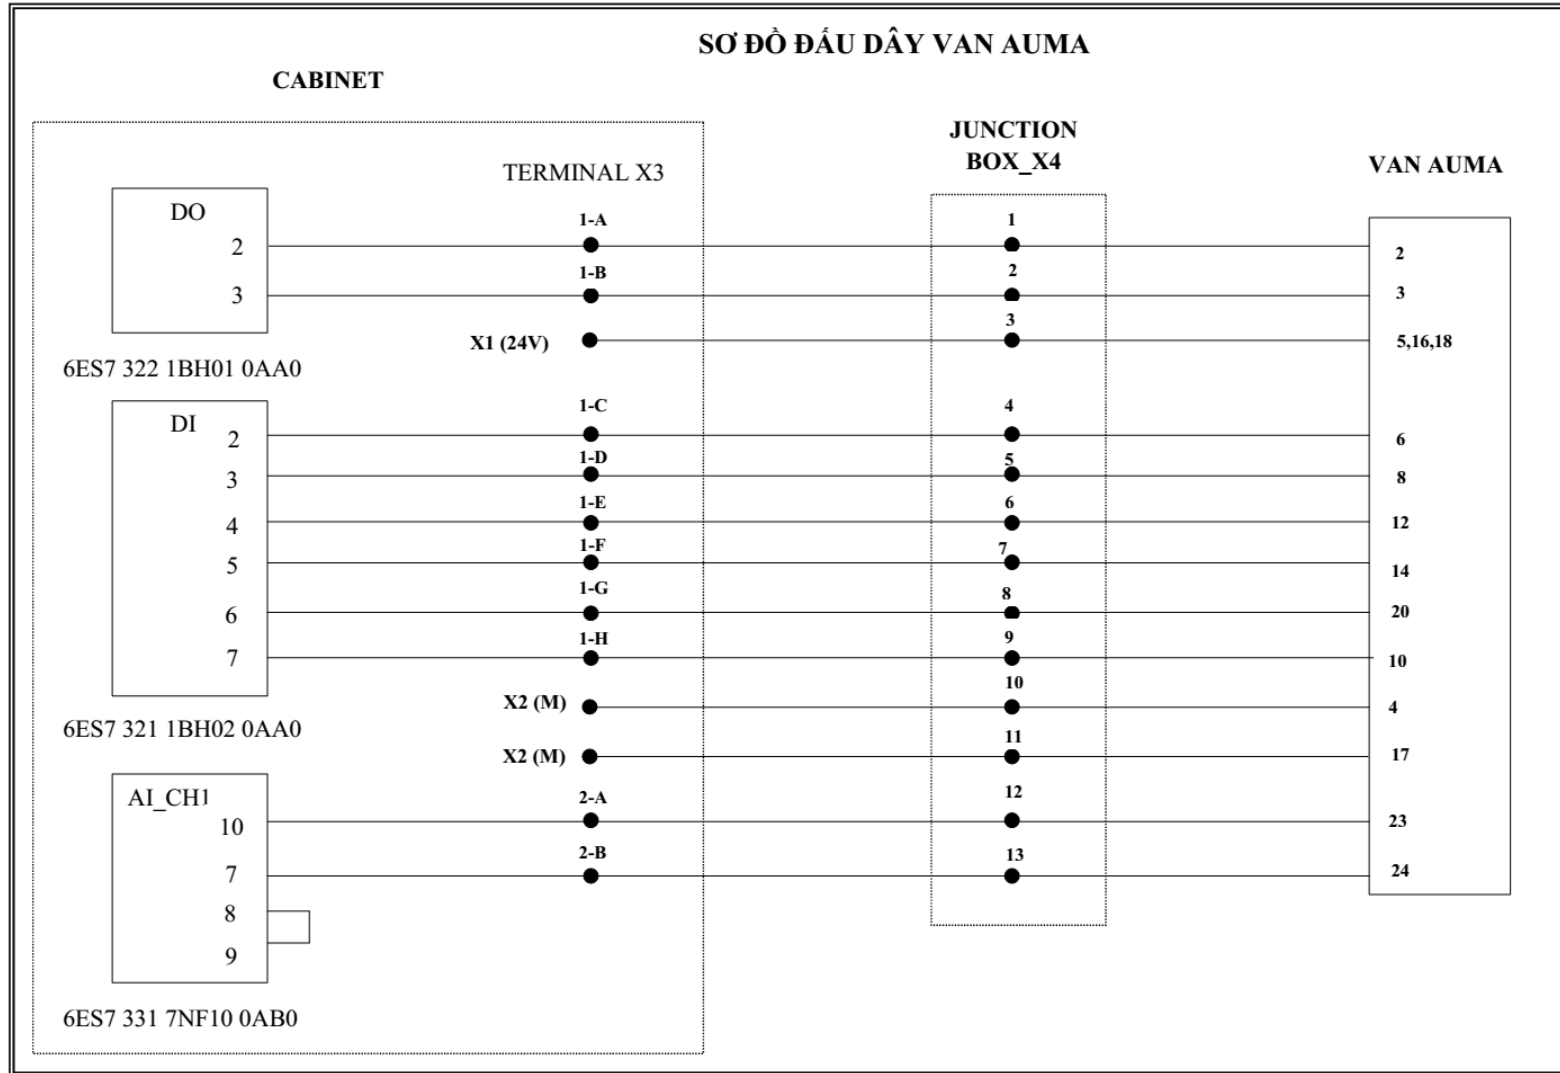 SƠ ĐỒ ĐẤU DÂY VAN AUMA
CABINET
JUNCTION
BOX_X4
VAN AUMA
TERMINAL X3
DO
2 1-A 1 2
3 1-B 2 3
X1 (24V) 3 5,16,18
6ES7 322 1BH01 0AA0
DI
2 1-C 4 6
3 1-D 5 8
4 1-E 6 12
5 1-F 7 14
6 1-G 8 20
7 1-H 9 10
X2 (M) 10 4
6ES7 321 1BH02 0AA0
X2 (M) 11 17
AI_CH1
10 2-A 12 23
7 2-B 13 24
8
9
6ES7 331 7NF10 0AB0